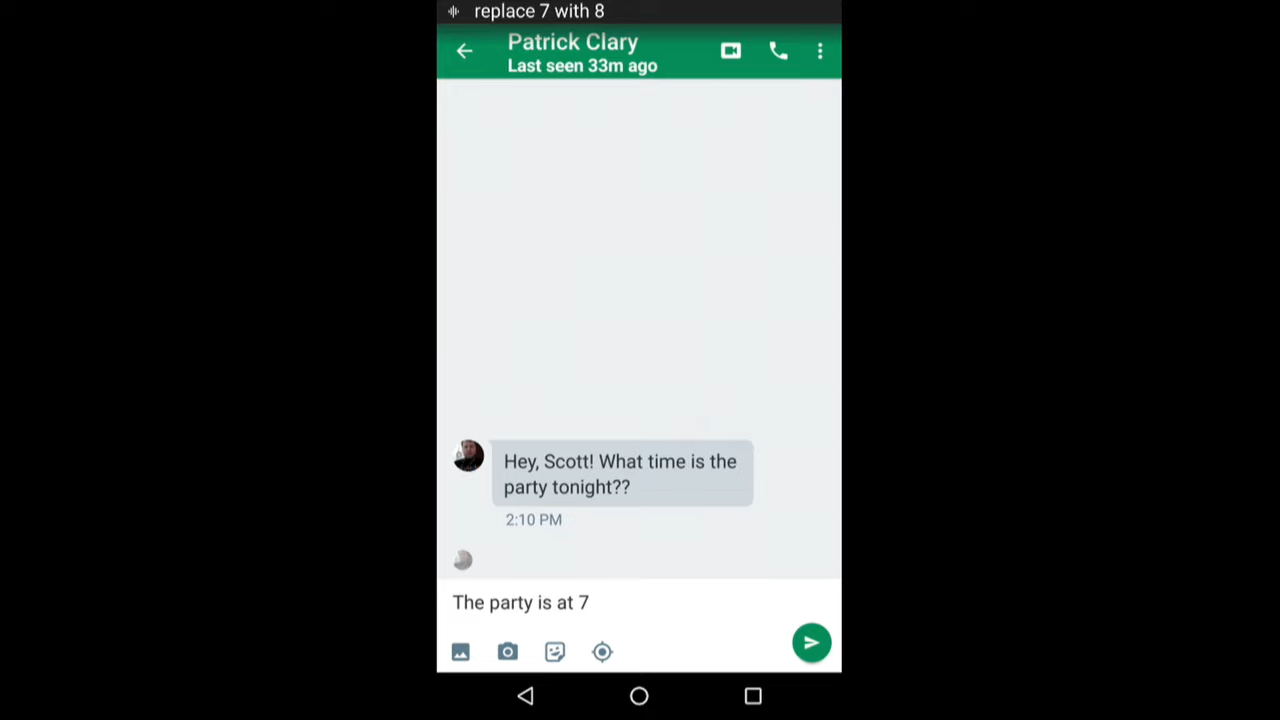 replace 7 with 8
Patrick Clary
Last seen 33m ago
Hey, Scott! What time is the
party tonight??
2:10 PM
The party is at 7